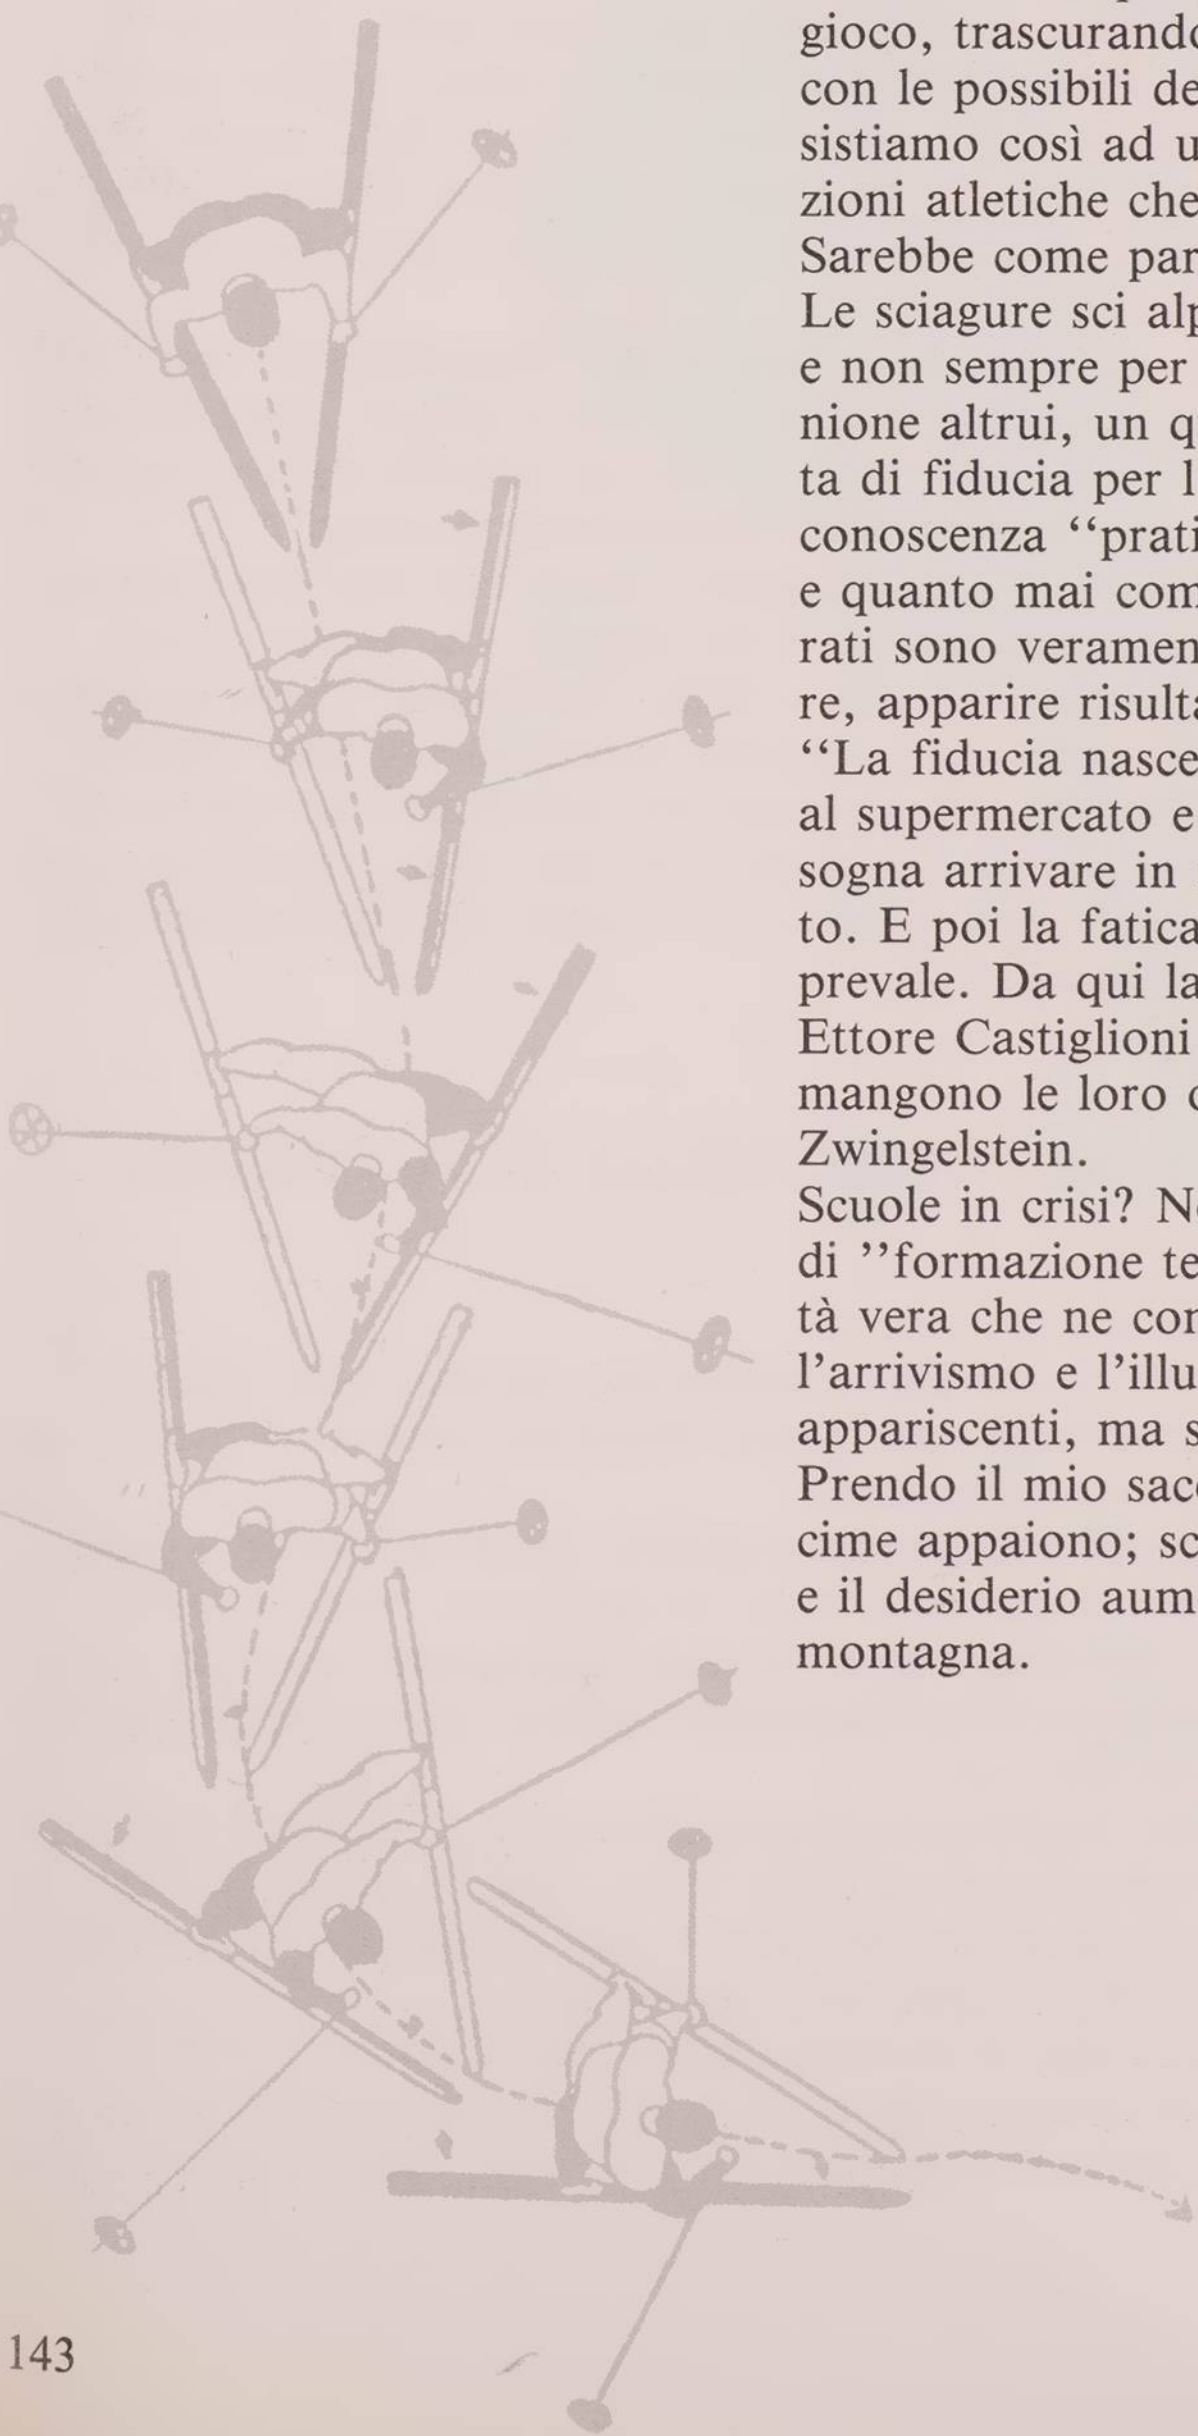 gioco, trascurando
con le possibili de
sistiamo così ad u
zioni atletiche che
Sarebbe come par
Le sciagure sci alp
e non sempre per
nione altrui, un q
ta di fiducia per l
conoscenza “prati
e quanto mai com
rati sono veramen
re, apparire risulta
“La fiducia nasce
al supermercato e
sogna arrivare in
to. E poi la fatica
prevale. Da qui la
Ettore Castiglioni
mangono le loro
Zwingelstein.
Scuole in crisi? N
di ”formazione te
tà vera che ne con
l’arrivismo e l’illu
appariscenti, ma s
Prendo il mio sacc
cime appaiono; sc
e il desiderio aum
montagna.
143